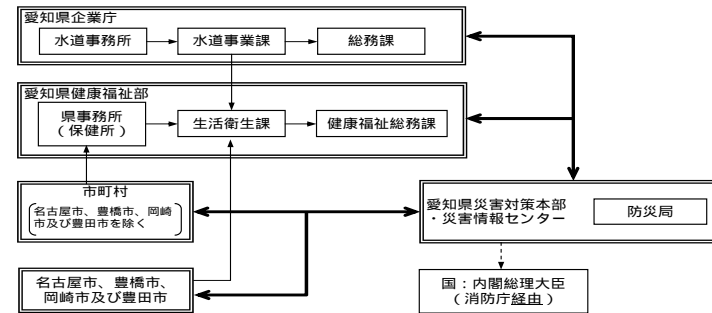 愛知県企業庁
水道事務所
水道事業課
総務課
愛知県健康福祉部
県事務所
（保健所）
生活衛生課
健康福祉総務課
市町村
名古屋市、豊橋市、岡崎
市及び豊田市を除く
愛知県災害対策本部
・災害情報センター
防災局
名古屋市、豊橋市、
岡崎市及び豊田市
国：内閣総理大臣
（消防庁経由）